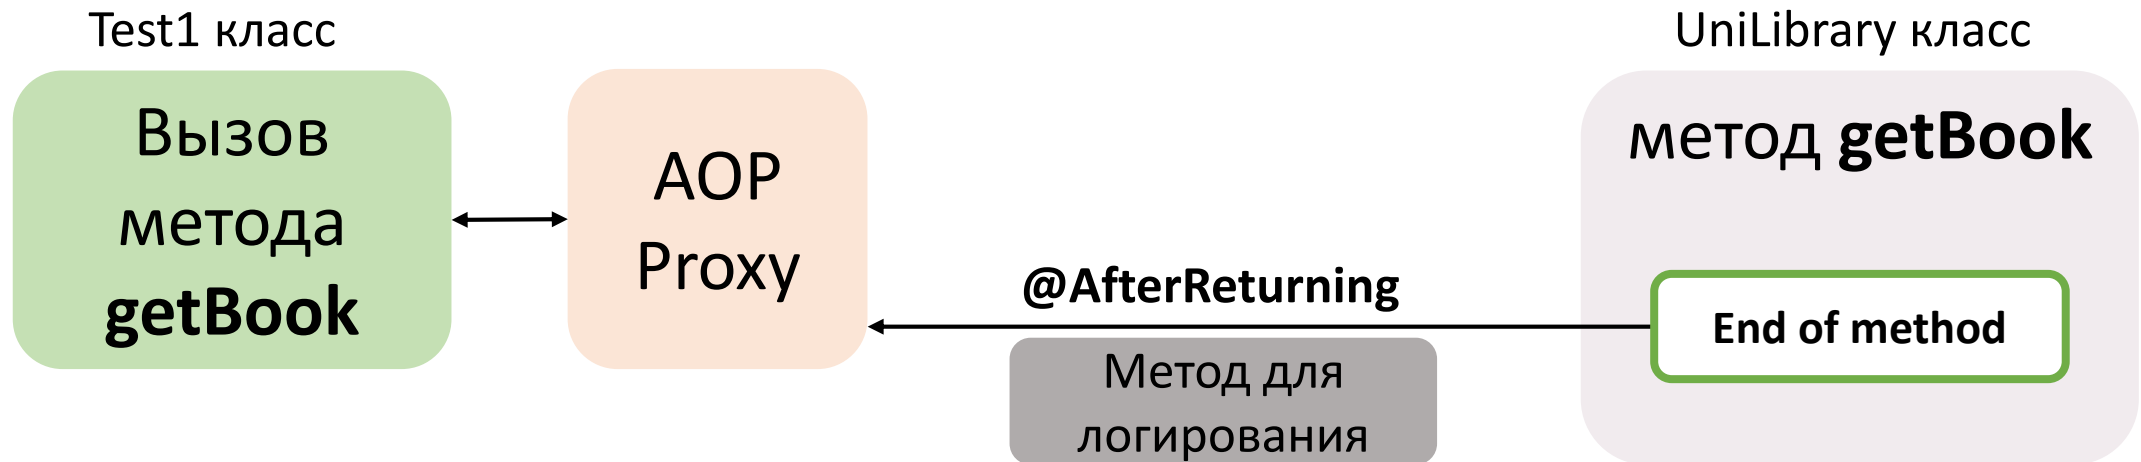 Test1 класс
Вызов
метода
getBook
AOP
Proxy
@AfterReturning
Метод для
логирования
UniLibrary класс
метод getBook
End of method